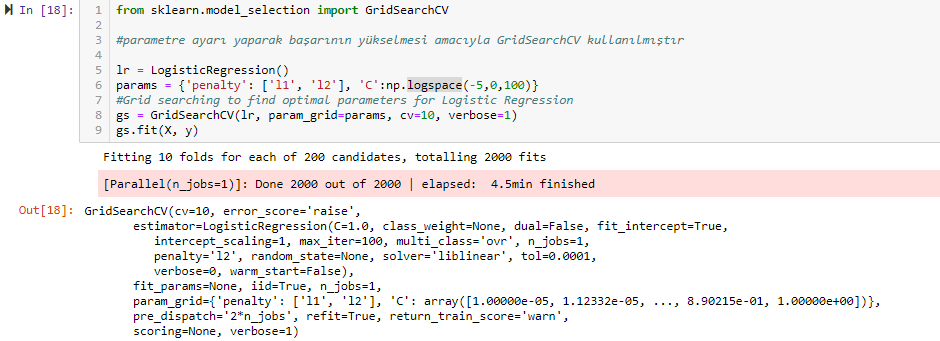 In [18]:
1 from sklearn.model_selection import GridSearchCV
2
3 #parametre ayarı yaparak başarının yükselmesi amacıyla GridSearchCV kullanılmıştır
4
5 lr = LogisticRegression()
6 params = {'penalty': ['l1', 'l2'], 'C':np.logspace(-5,0,100)}
7 #Grid searching to find optimal parameters for Logistic Regression
8 gs = GridSearchCV(lr, param_grid=params, cv=10, verbose=1)
9 gs.fit(X, y)
Fitting 10 folds for each of 200 candidates, totalling 2000 fits
[Parallel(n_jobs=1)]: Done 2000 out of 2000 | elapsed:  4.5min finished
Out[18]: GridSearchCV(cv=10, error_score='raise',
estimator=LogisticRegression(C=1.0, class_weight=None, dual=False, fit_intercept=True,
intercept_scaling=1, max_iter=100, multi_class='ovr', n_jobs=1,
penalty='l2', random_state=None, solver='liblinear', tol=0.0001,
verbose=0, warm_start=False),
fit_params=None, iid=True, n_jobs=1,
param_grid={'penalty': ['l1', 'l2'], 'C': array([1.00000e-05, 1.12332e-05, ..., 8.90215e-01, 1.00000e+00])},
pre_dispatch='2*n_jobs', refit=True, return_train_score='warn',
scoring=None, verbose=1)